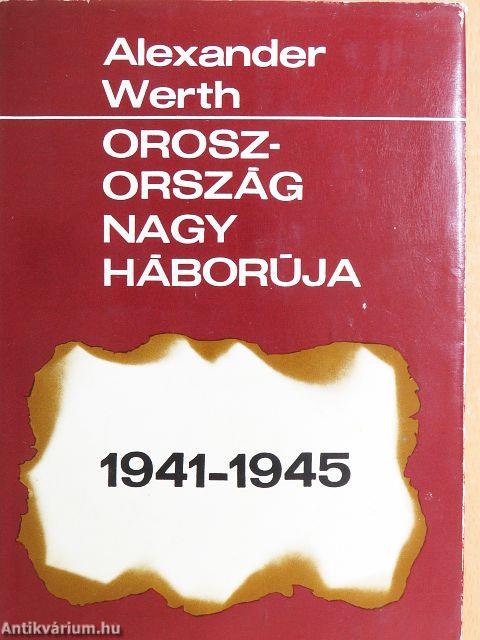 Alexander
Werth
OROSZ-
ORSZÁG
NAGY
HÁBORÚJA
1941-1945
Antikvárium.hu